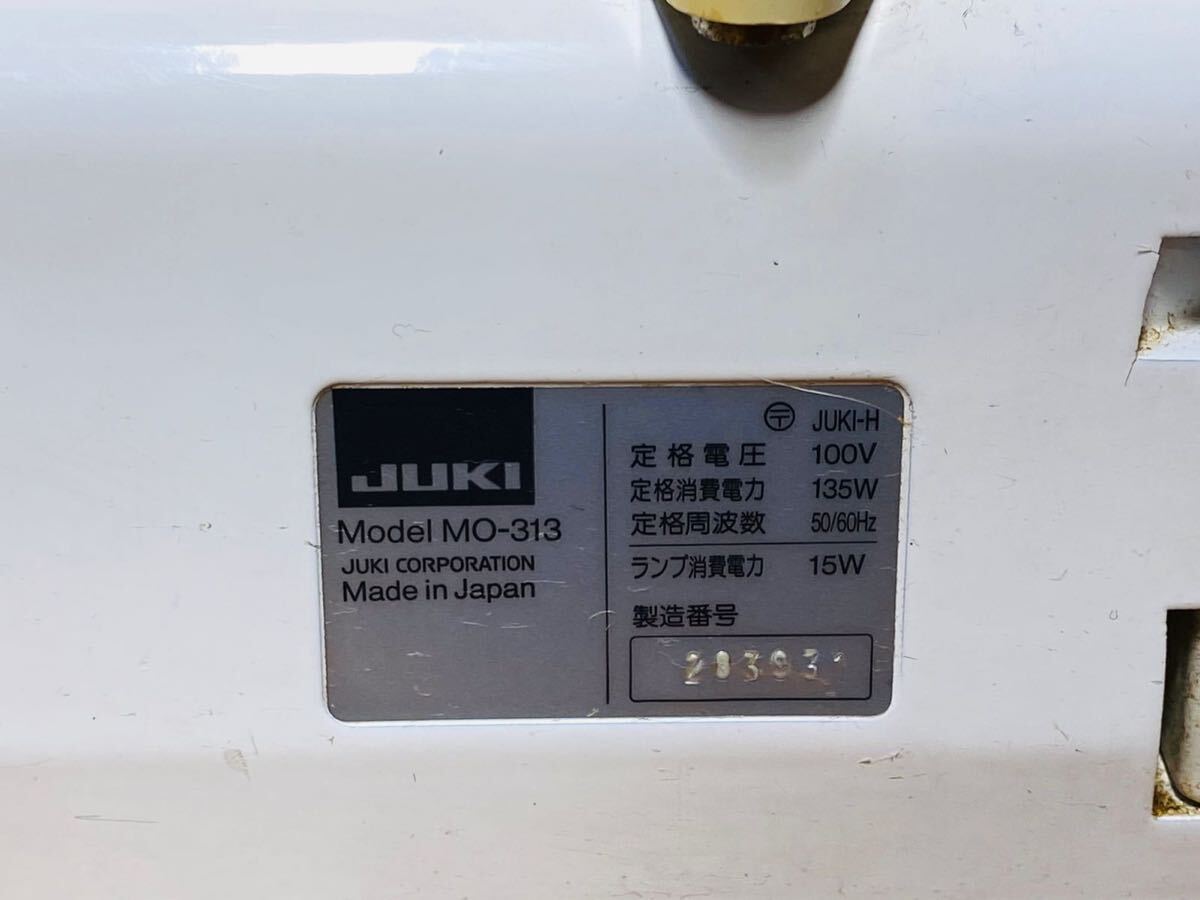 JUKI
Model MO-313
JUKI CORPORATION
Made in Japan
〶 JUKI-H
定格電圧 100V
定格消費電力 135W
定格周波数 50/60Hz
ランプ消費電力 15W
製造番号